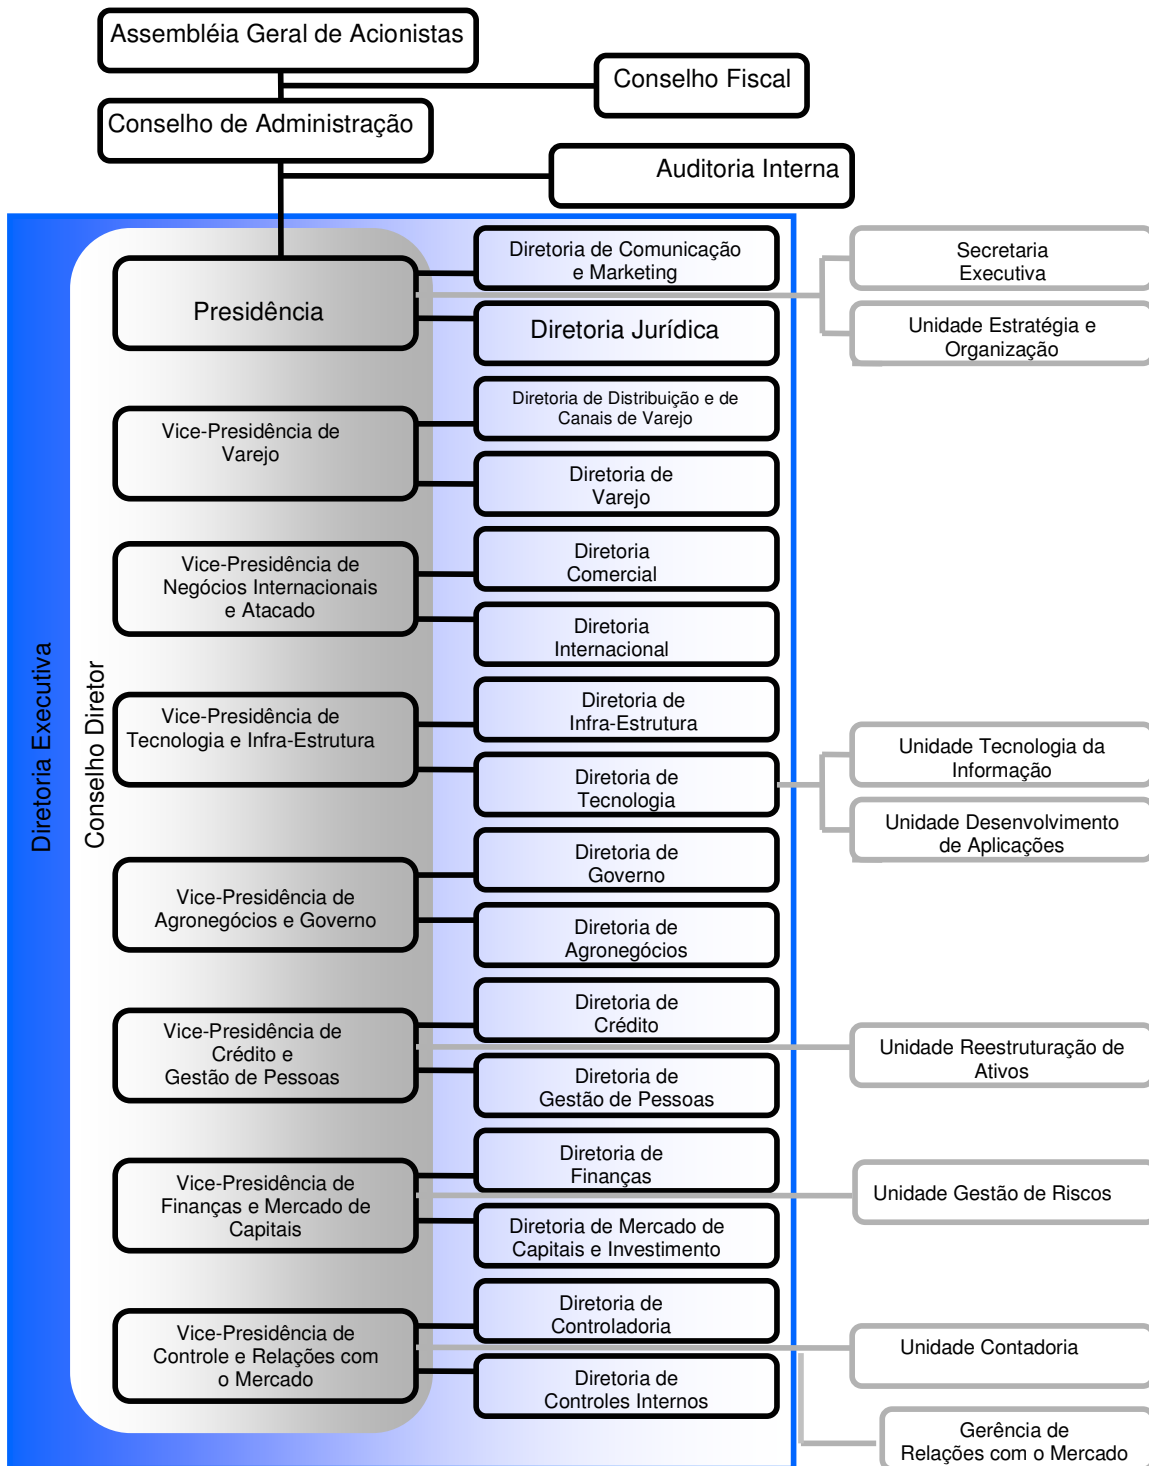 Assembléia Geral de Acionistas
Conselho Fiscal
Conselho de Administração
Auditoria Interna
Diretoria Executiva
Conselho Diretor
Presidência
Diretoria de Comunicação
e Marketing
Diretoria Jurídica
Secretaria
Executiva
Unidade Estratégia e
Organização
Vice-Presidência de
Varejo
Diretoria de Distribuição e de
Canais de Varejo
Diretoria de
Varejo
Vice-Presidência de
Negócios Internacionais
e Atacado
Diretoria
Comercial
Diretoria
Internacional
Vice-Presidência de
Tecnologia e Infra-Estrutura
Diretoria de
Infra-Estrutura
Diretoria de
Tecnologia
Unidade Tecnologia da
Informação
Unidade Desenvolvimento
de Aplicações
Vice-Presidência de
Agronegócios e Governo
Diretoria de
Governo
Diretoria de
Agronegócios
Vice-Presidência de
Crédito e
Gestão de Pessoas
Diretoria de
Crédito
Diretoria de
Gestão de Pessoas
Unidade Reestruturação de
Ativos
Vice-Presidência de
Finanças e Mercado de
Capitais
Diretoria de
Finanças
Diretoria de Mercado de
Capitais e Investimento
Unidade Gestão de Riscos
Vice-Presidência de
Controle e Relações com
o Mercado
Diretoria de
Controladoria
Diretoria de
Controles Internos
Unidade Contadoria
Gerência de
Relações com o Mercado